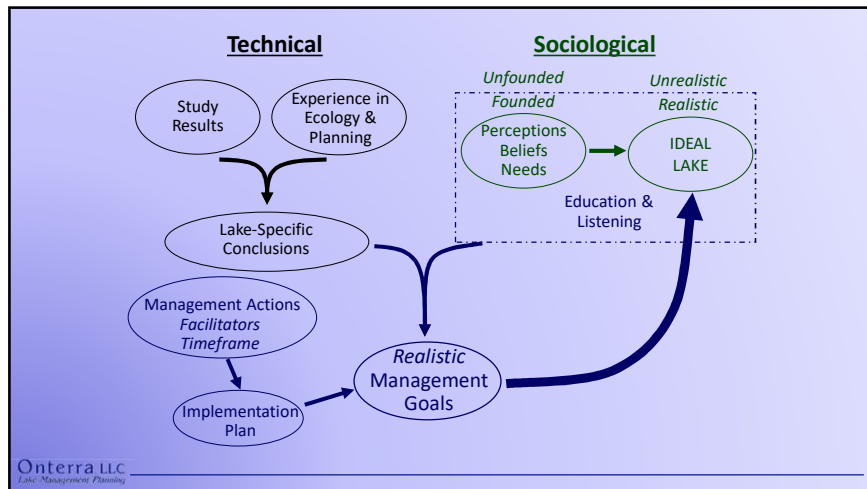 Technical
Study
Results
Experience in
Ecology &
Planning
Lake-Specific
Conclusions
Management Actions
Facilitators
Timeframe
Implementation
Plan
Sociological
Unfounded
Founded
Perceptions
Beliefs
Needs
Unrealistic
Realistic
IDEAL
LAKE
Education &
Listening
Realistic
Management
Goals
Onterra LLC
Lake Management Planning